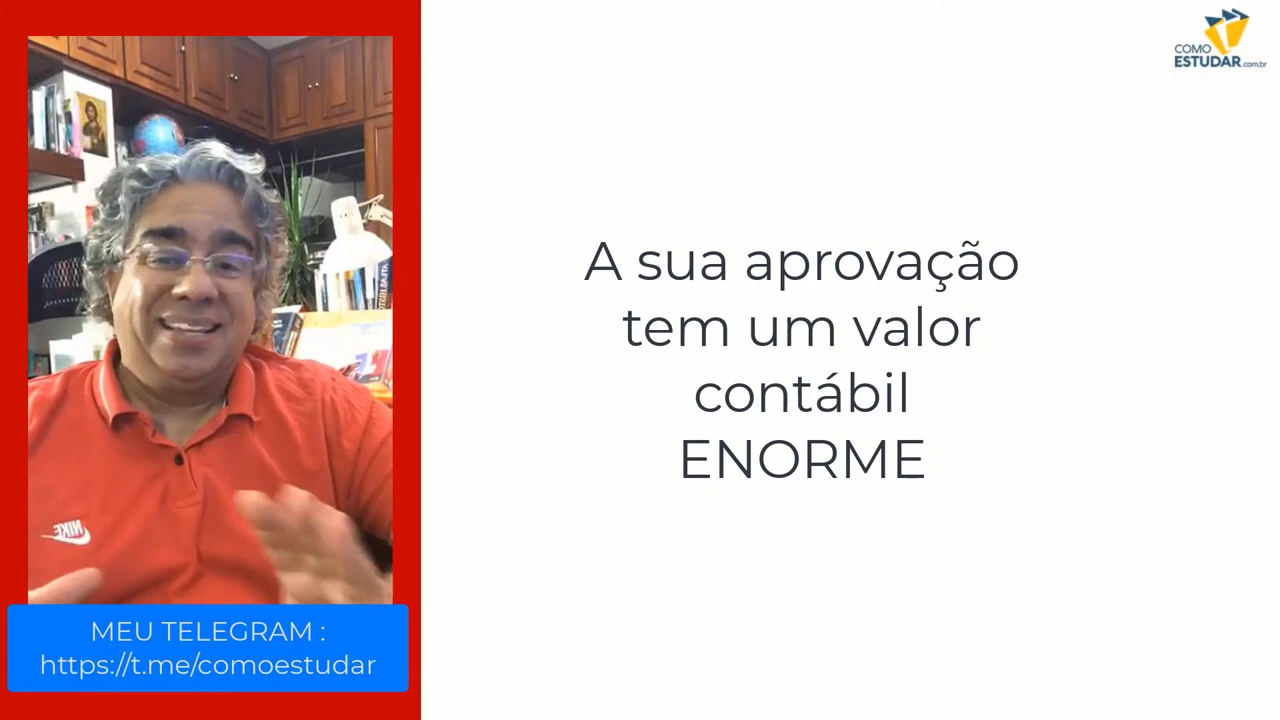 COMO
ESTUDAR.com.br
A sua aprovação
tem um valor
contábil
ENORME
NIKE
MEU TELEGRAM :
https://t.me/comoestudar